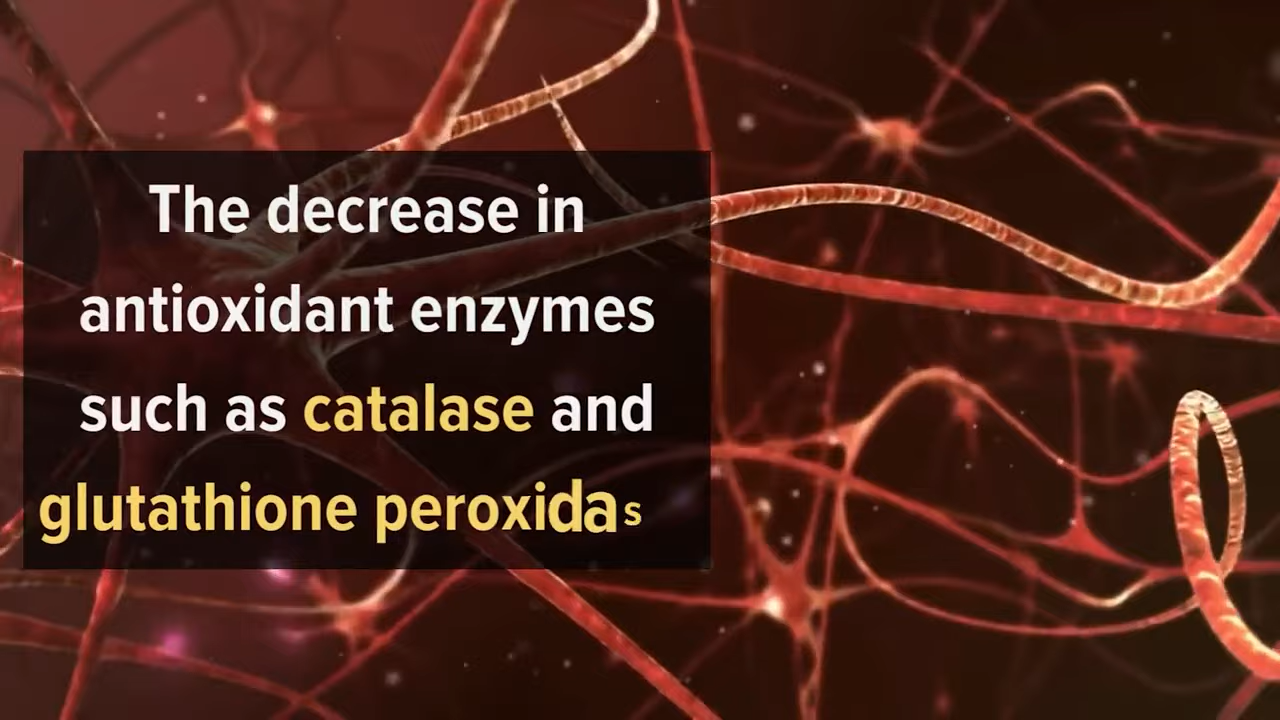 The decrease in
antioxidant enzymes
such as catalase and
glutathione peroxidas